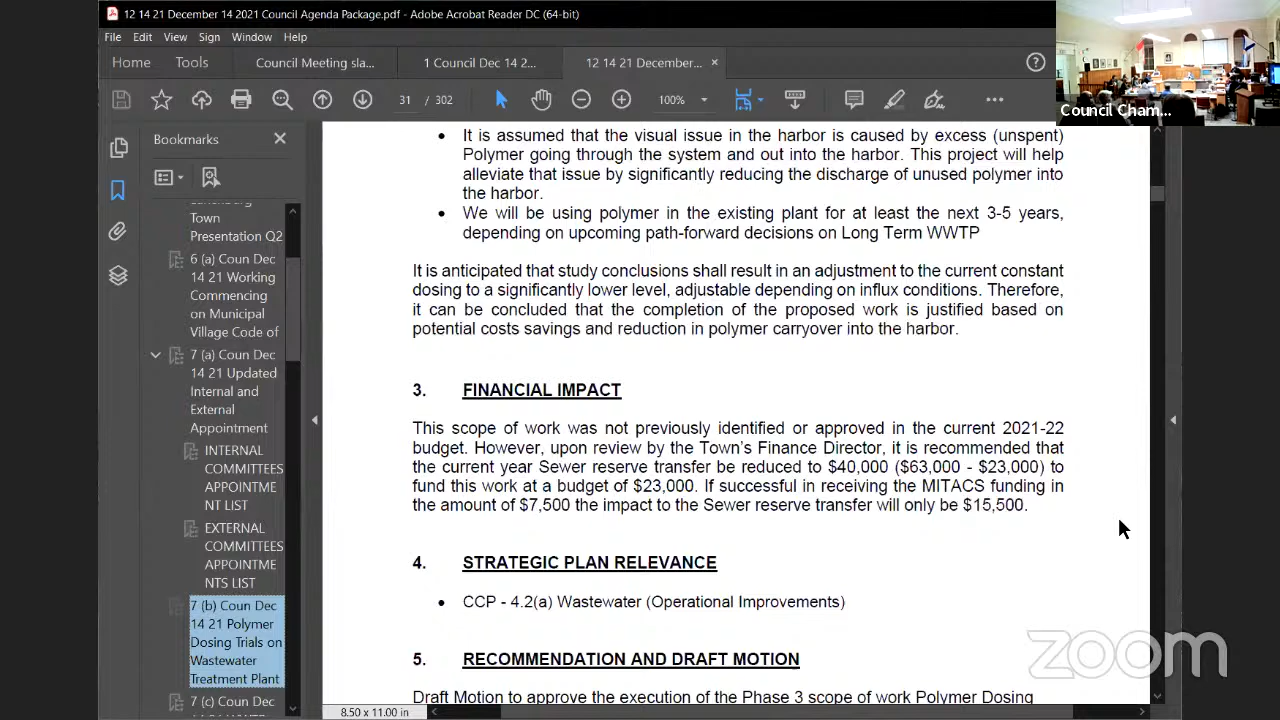 12 14 21 December 14 2021 Council Agenda Package.pdf - Adobe Acrobat Reader DC (64-bit)
File Edit View Sign Window Help
Home Tools Council Meeting sla... 1 Council Dec 14 2... 12 14 21 December... ×
31 / 302 100%
Council Cham...
Bookmarks
Town
Presentation Q2
6 (a) Coun Dec
14 21 Working
Commencing
on Municipal
Village Code of
7 (a) Coun Dec
14 21 Updated
Internal and
External
Appointment
INTERNAL
COMMITTEES
APPOINTME
NT LIST
EXTERNAL
COMMITTEES
APPOINTME
NTS LIST
7 (b) Coun Dec
14 21 Polymer
Dosing Trials on
Wastewater
Treatment Plant
7 (c) Coun Dec
• It is assumed that the visual issue in the harbor is caused by excess (unspent)
Polymer going through the system and out into the harbor. This project will help
alleviate that issue by significantly reducing the discharge of unused polymer into
the harbor.
• We will be using polymer in the existing plant for at least the next 3-5 years,
depending on upcoming path-forward decisions on Long Term WWTP
It is anticipated that study conclusions shall result in an adjustment to the current constant
dosing to a significantly lower level, adjustable depending on influx conditions. Therefore,
it can be concluded that the completion of the proposed work is justified based on
potential costs savings and reduction in polymer carryover into the harbor.
3. FINANCIAL IMPACT
This scope of work was not previously identified or approved in the current 2021-22
budget. However, upon review by the Town's Finance Director, it is recommended that
the current year Sewer reserve transfer be reduced to $40,000 ($63,000 - $23,000) to
fund this work at a budget of $23,000. If successful in receiving the MITACS funding in
the amount of $7,500 the impact to the Sewer reserve transfer will only be $15,500.
4. STRATEGIC PLAN RELEVANCE
• CCP - 4.2(a) Wastewater (Operational Improvements)
5. RECOMMENDATION AND DRAFT MOTION
Draft Motion to approve the execution of the Phase 3 scope of work Polymer Dosing
8.50 x 11.00 in
zoom